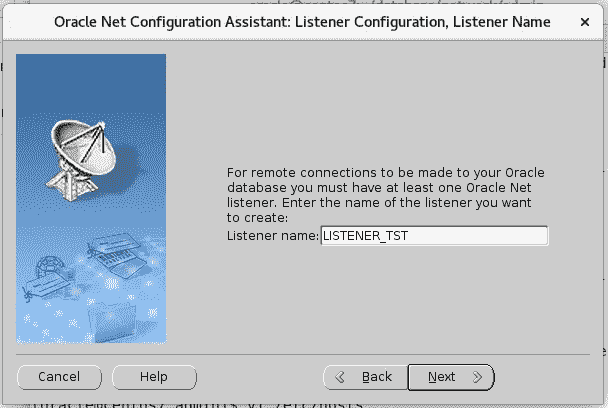 Oracle Net Configuration Assistant: Listener Configuration, Listener Name
For remote connections to be made to your Oracle
database you must have at least one Oracle Net
listener. Enter the name of the listener you want
to create:
Listener name: LISTENER_TST
Cancel
Help
Back
Next